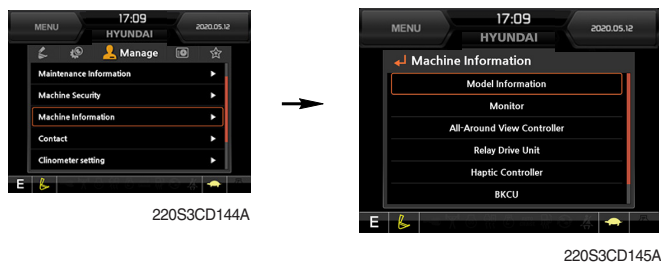 MENU
17:09
HYUNDAI
2020.05.12
Manage
Maintenance Information
Machine Security
Machine Information
Contact
Clinometer setting
E
220S3CD144A
MENU
17:09
HYUNDAI
2020.05.12
Machine Information
Model Information
Monitor
All-Around View Controller
Relay Drive Unit
Haptic Controller
BKCU
E
220S3CD145A